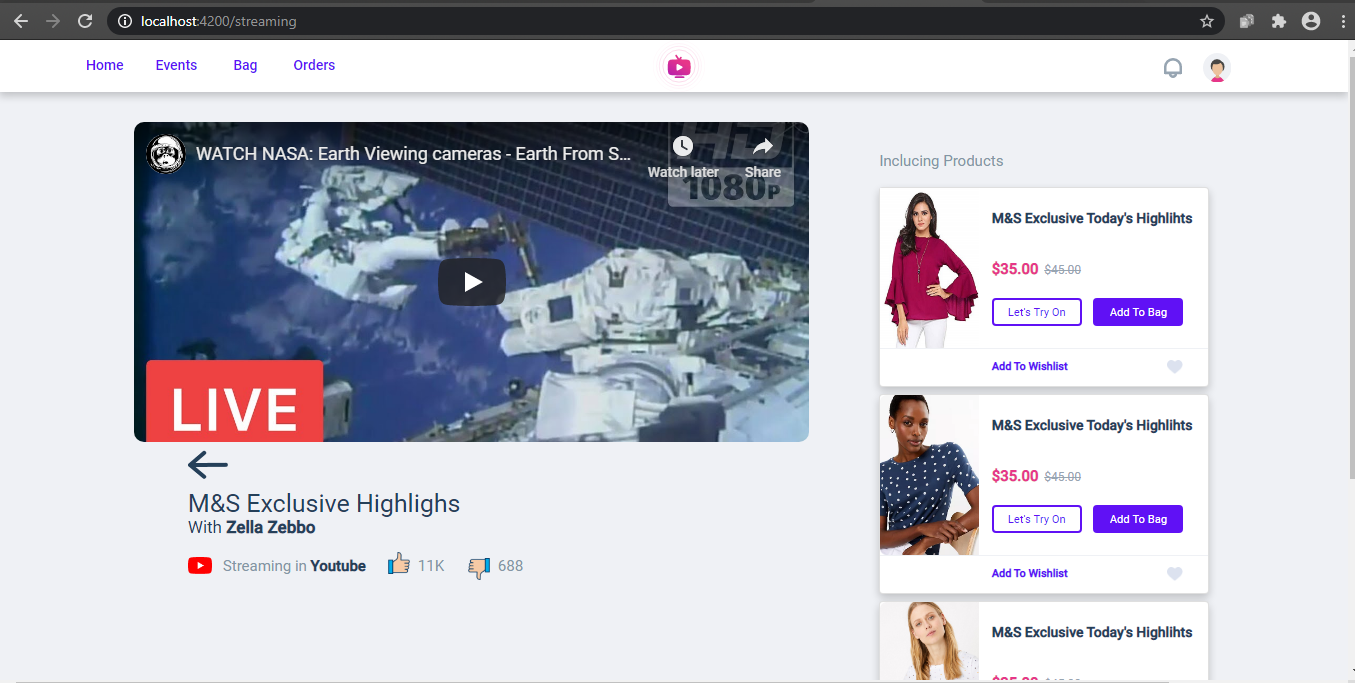 localhost:4200/streaming
Home Events Bag Orders
WATCH NASA: Earth Viewing cameras - Earth From S...
Watch later Share
HD
1080P
LIVE
M&S Exclusive Highlighs
With Zella Zebbo
Streaming in Youtube 11K 688
Inclucing Products
M&S Exclusive Today's Highlihts
$35.00 $45.00
Let's Try On Add To Bag
Add To Wishlist
M&S Exclusive Today's Highlihts
$35.00 $45.00
Let's Try On Add To Bag
Add To Wishlist
M&S Exclusive Today's Highlihts